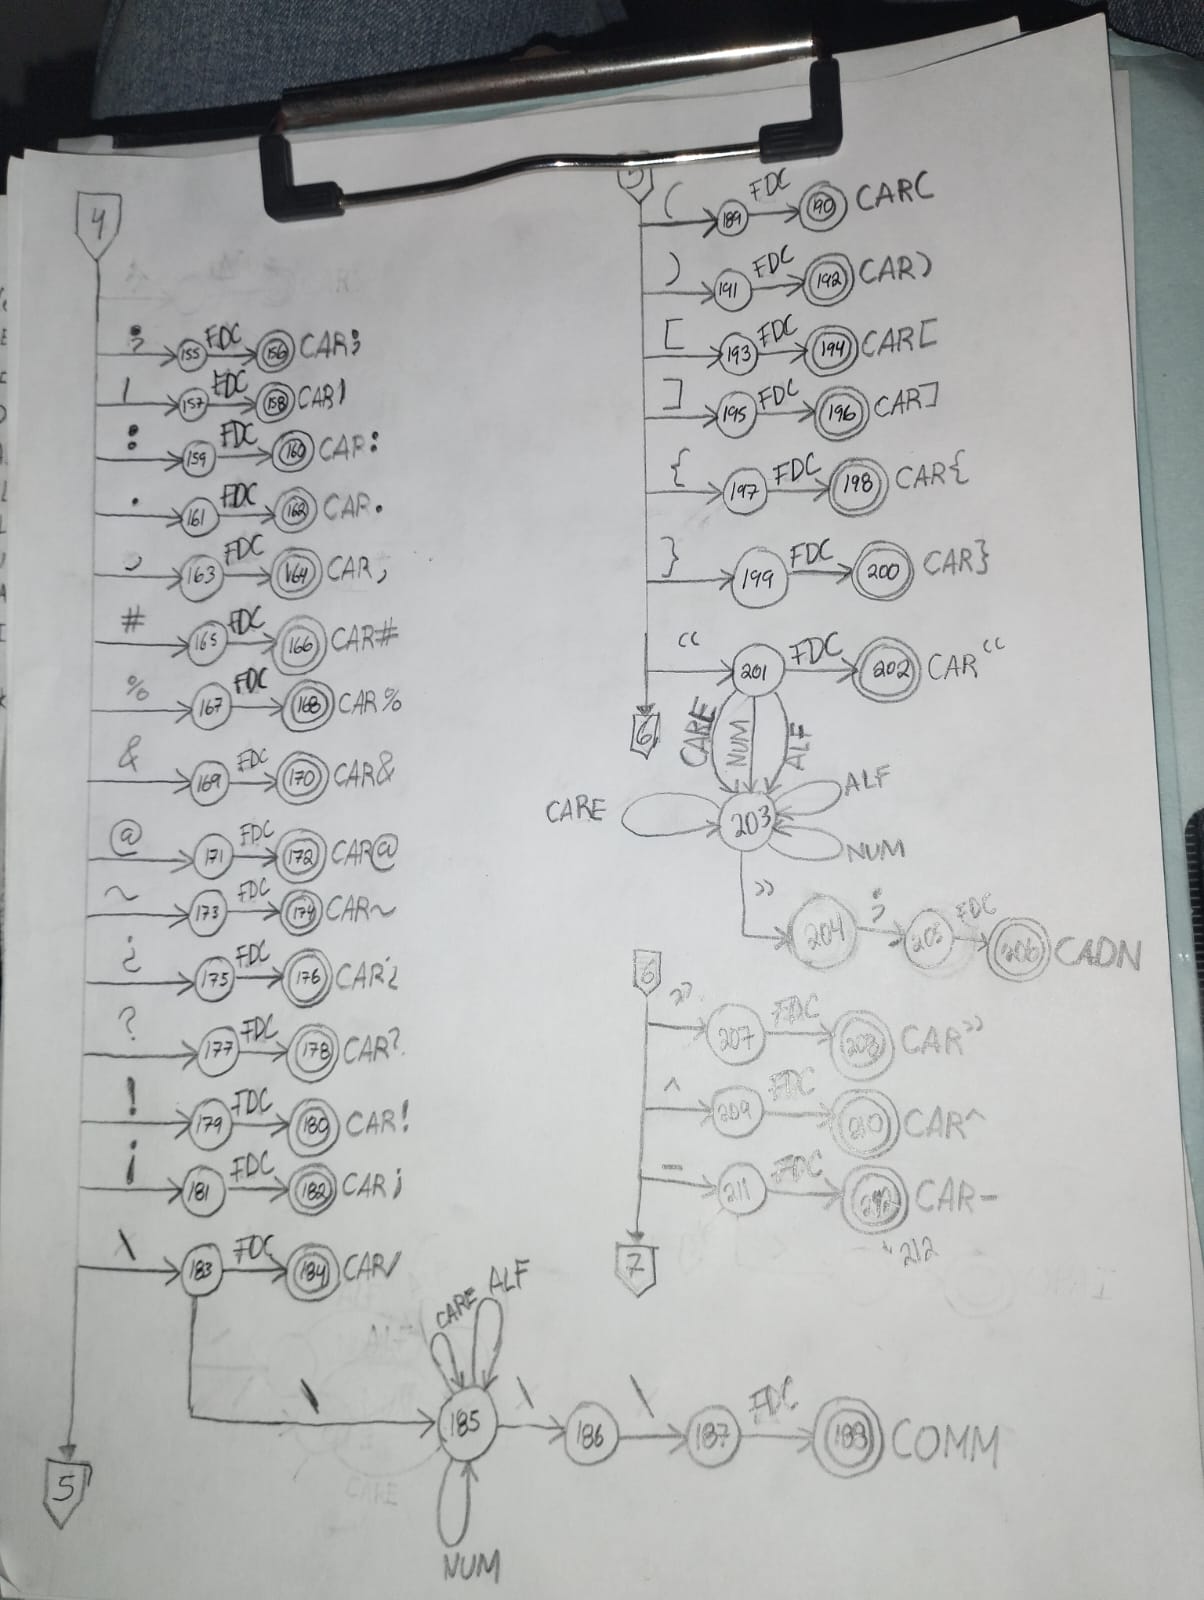 4
; 155 FDC 156 CAR;
| 157 FDC 158 CAR|
: 159 FDC 160 CAR:
. 161 FDC 162 CAR.
, 163 FDC 164 CAR,
# 165 FDC 166 CAR#
% 167 FDC 168 CAR%
& 169 FDC 170 CAR&
@ 171 FDC 172 CAR@
~ 173 FDC 174 CAR~
¿ 175 FDC 176 CAR¿
? 177 FDC 178 CAR?
! 179 FDC 180 CAR!
¡ 181 FDC 182 CAR¡
\ 183 FDC 184 CAR/
CARE ALF
\ 185 \ 186 \ 187 FDC 188 COMM
NUM
5
5
( 189 FDC 190 CAR(
) 191 FDC 192 CAR)
[ 193 FDC 194 CAR[
] 195 FDC 196 CAR]
{ 197 FDC 198 CAR{
} 199 FDC 200 CAR}
“ 201 FDC 202 CAR“
6
CARE NUM ALF
CARE 203 ALF
NUM
” 204 ; 205 FDC 206 CADN
6
” 207 FDC 208 CAR”
^ 209 FDC 210 CAR^
- 211 FDC 212 CAR-
212
7